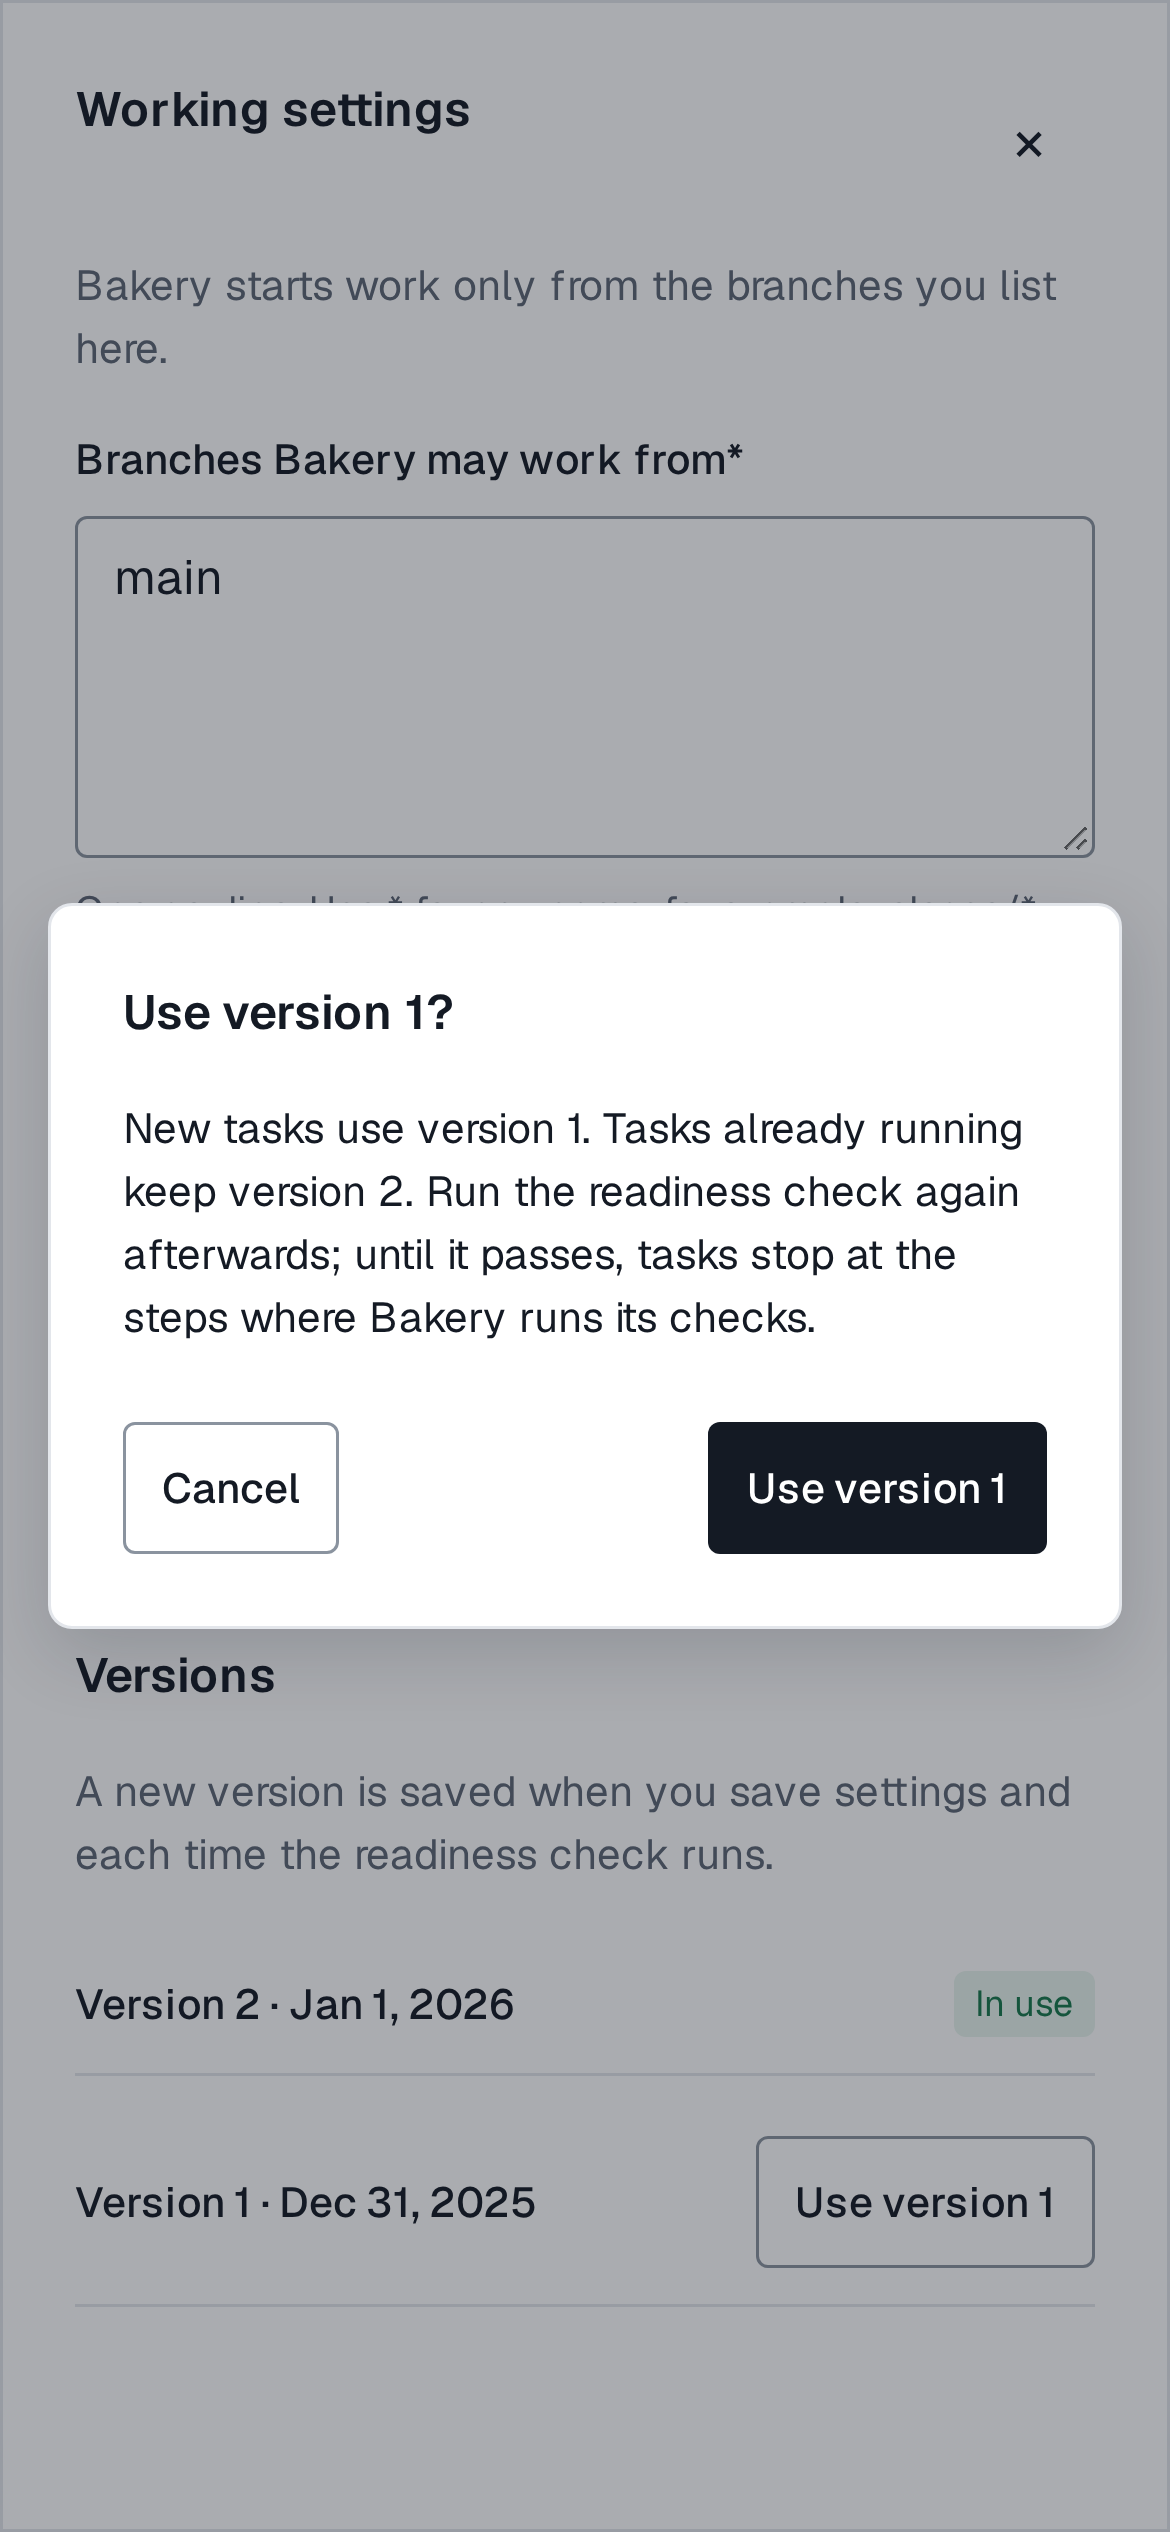 Working settings
Bakery starts work only from the branches you list
here.
Branches Bakery may work from*
main
Use version 1?
New tasks use version 1. Tasks already running
keep version 2. Run the readiness check again
afterwards; until it passes, tasks stop at the
steps where Bakery runs its checks.
Cancel
Use version 1
Versions
A new version is saved when you save settings and
each time the readiness check runs.
Version 2 · Jan 1, 2026
In use
Version 1 · Dec 31, 2025
Use version 1